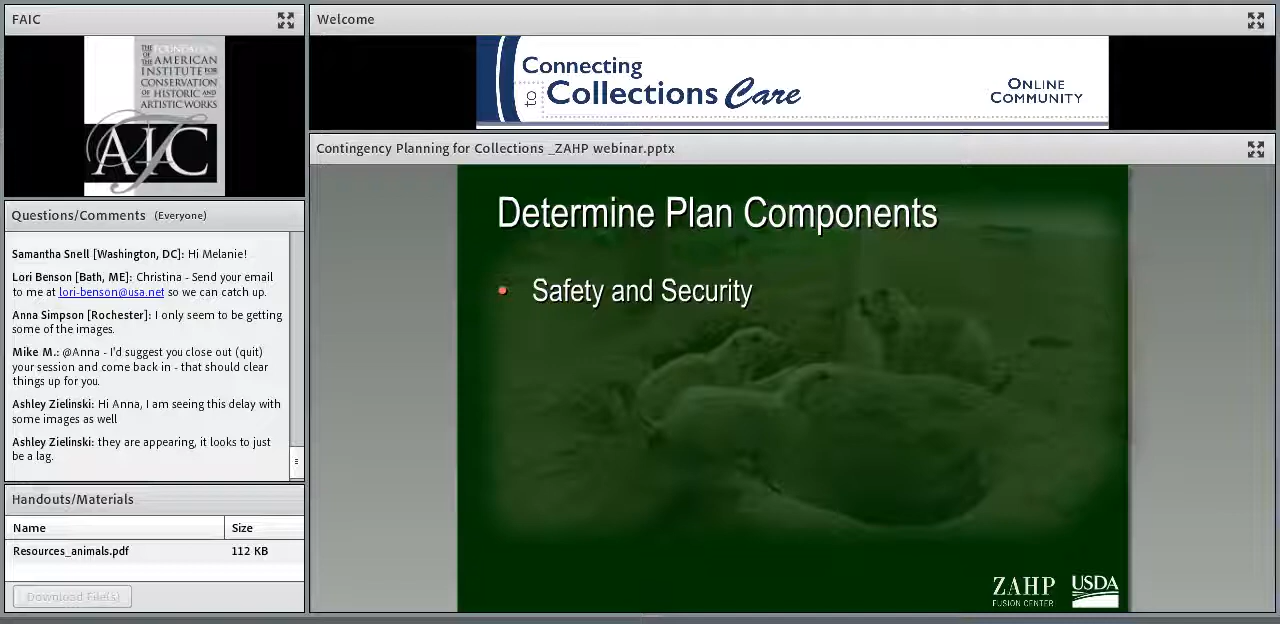 FAIC
THE FOUNDATION
OF THE AMERICAN
INSTITUTE FOR
CONSERVATION
OF HISTORIC AND
ARTISTIC WORKS
AIC
Questions/Comments (Everyone)
Samantha Snell [Washington, DC]: Hi Melanie!
Lori Benson [Bath, ME]: Christina - Send your email
to me at lori-benson@usa.net so we can catch up.
Anna Simpson [Rochester]: I only seem to be getting
some of the images.
Mike M.: @Anna - I'd suggest you close out (quit)
your session and come back in - that should clear
things up for you.
Ashley Zielinski: Hi Anna, I am seeing this delay with
some images as well
Ashley Zielinski: they are appearing, it looks to just
be a lag.
Handouts/Materials
Name Size
Resources_animals.pdf 112 KB
Download File(s)
Welcome
Connecting
to Collections Care
ONLINE
COMMUNITY
Contingency Planning for Collections _ZAHP webinar.pptx
Determine Plan Components
• Safety and Security
ZAHP
FUSION CENTER
USDA